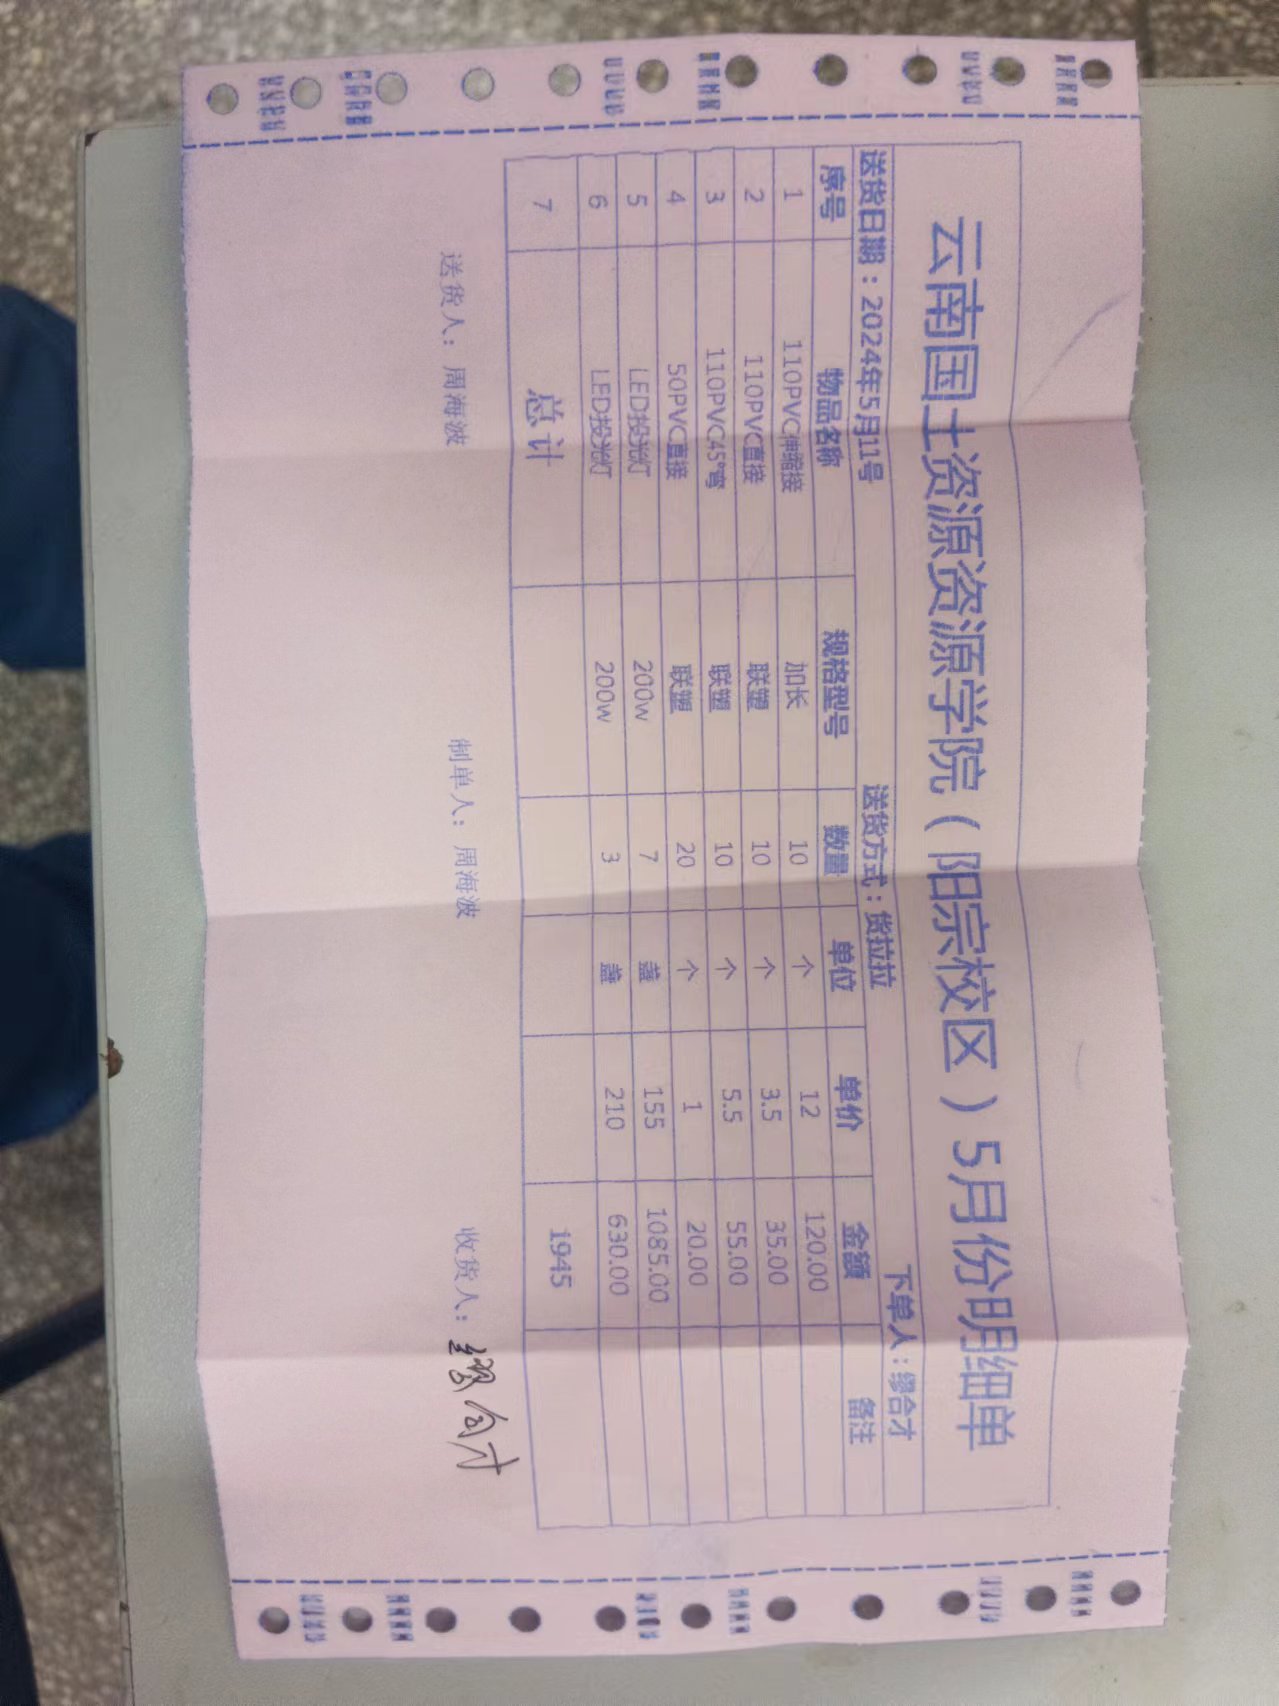 云南国土资源资源学院（阳宗校区）5月份明细单
下单人：缪合才
送货日期：2024年5月11号 送货方式：货拉拉
序号 物品名称 规格型号 数量 单位 单价 金额 备注
1 110PVC伸缩接 加长 10 个 12 120.00
2 110PVC直接 联塑 10 个 3.5 35.00
3 110PVC45°弯 联塑 10 个 5.5 55.00
4 50PVC直接 联塑 20 个 1 20.00
5 LED投光灯 200w 7 盏 155 1085.00
6 LED投光灯 200w 3 盏 210 630.00
7 总计 1945
送货人：周海波 制单人：周海波 收货人：缪合才